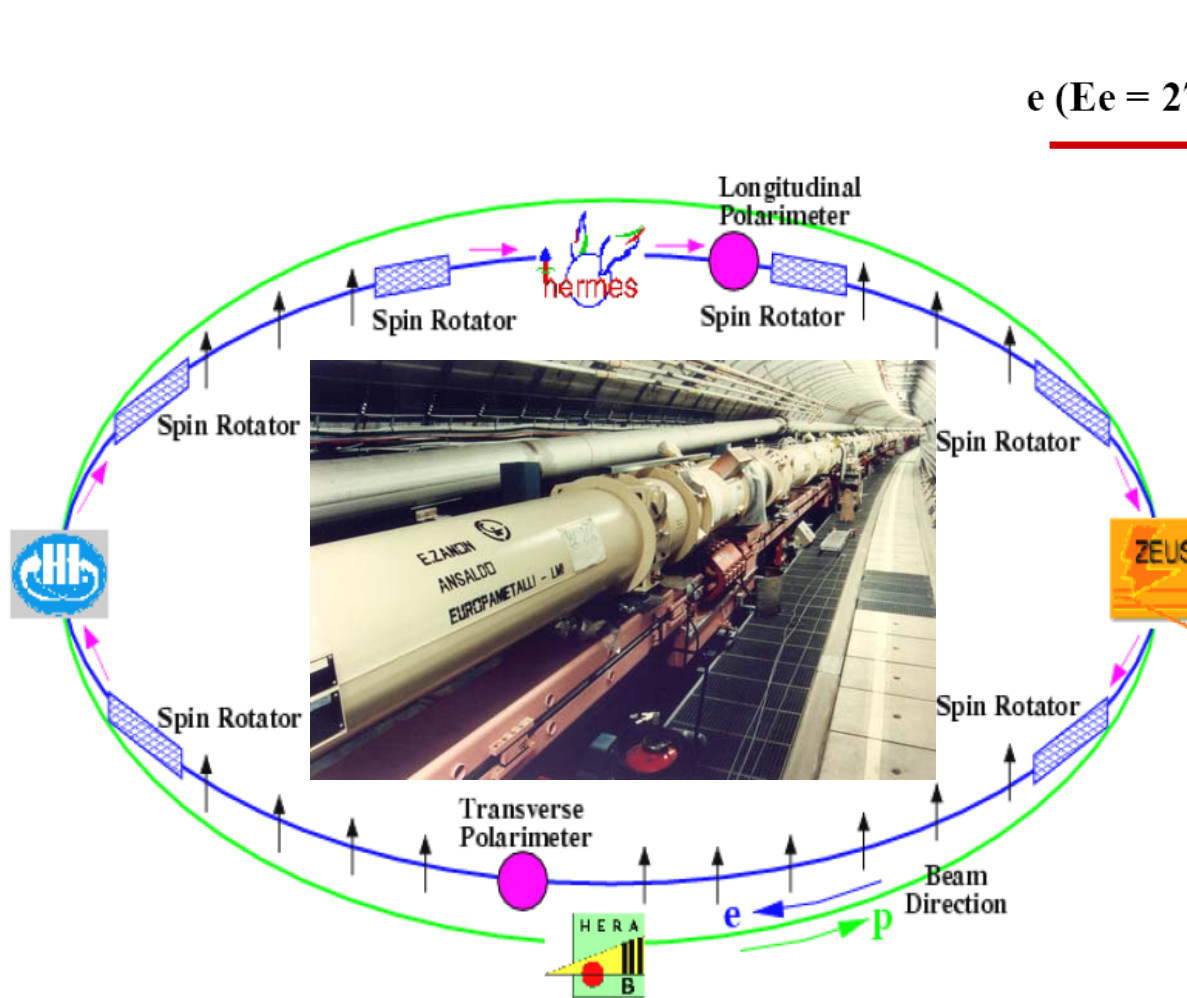 e (Ee = 2
Longitudinal
Polarimeter
hermes
Spin Rotator
Spin Rotator
Spin Rotator
Spin Rotator
E.ZANON
ANSALDO
EUROPAMETALLI - LMI
H1
ZEUS
Spin Rotator
Spin Rotator
Transverse
Polarimeter
Beam
Direction
e
p
HERA
B